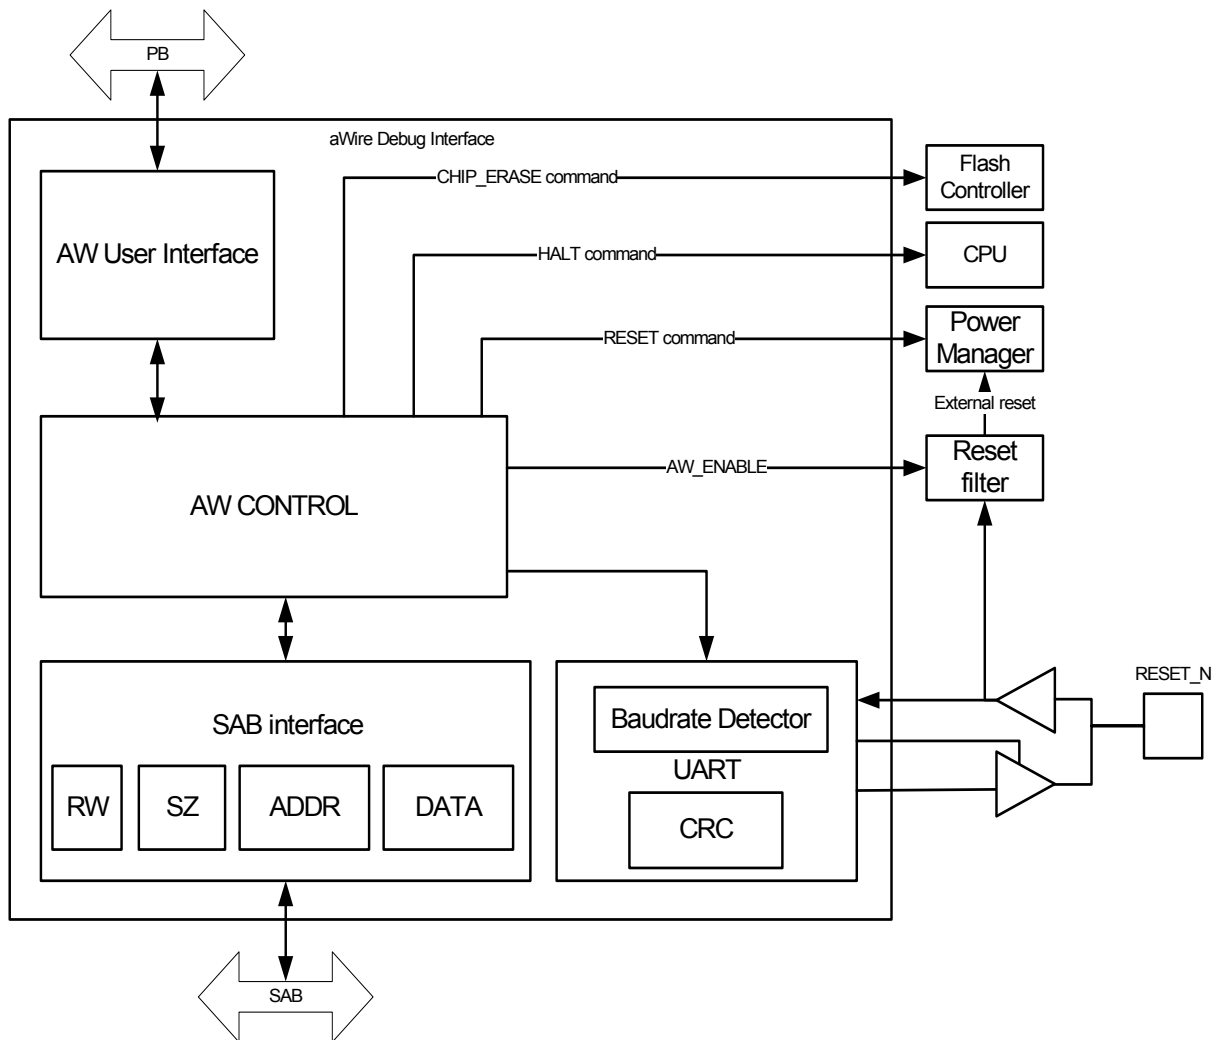 PB
aWire Debug Interface
CHIP_ERASE command
Flash
Controller
AW User Interface
HALT command
CPU
RESET command
Power
Manager
External reset
AW CONTROL
AW_ENABLE
Reset
filter
RESET_N
SAB interface
RW
SZ
ADDR
DATA
Baudrate Detector
UART
CRC
SAB